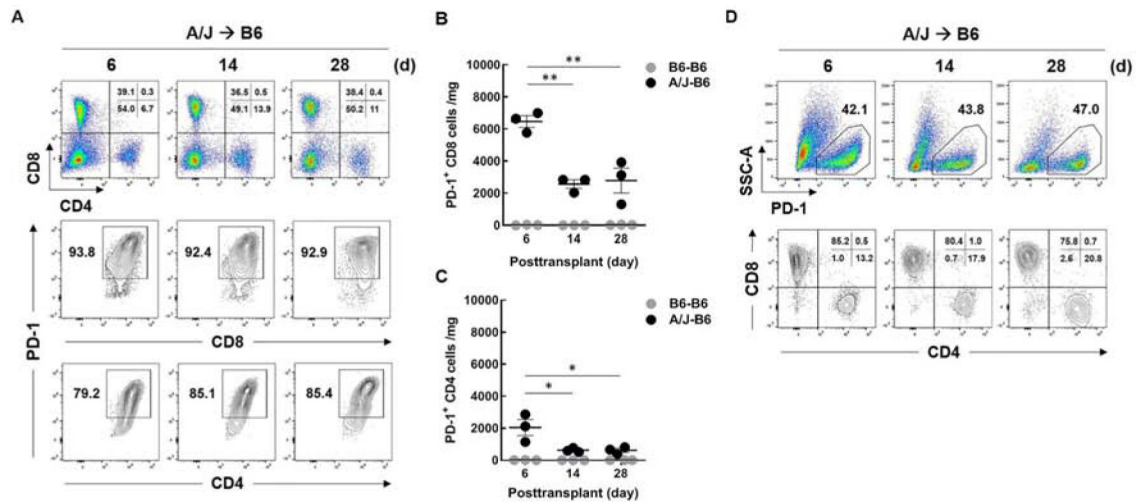 A
A/J → B6
6 14 28 (d)
39.1 0.3 36.5 0.5 38.4 0.4
54.0 6.7 49.1 13.9 50.2 11
CD8
CD4
93.8 92.4 92.9
PD-1
CD8
79.2 85.1 85.4
CD4
B
B6-B6
A/J-B6
** 
**
PD-1+ CD8 cells /mg
10000
8000
6000
4000
2000
0
6 14 28
Posttransplant (day)
C
B6-B6
A/J-B6
*
*
PD-1+ CD4 cells /mg
10000
8000
6000
4000
2000
0
6 14 28
Posttransplant (day)
D
A/J → B6
6 14 28 (d)
42.1 43.8 47.0
SSC-A
PD-1
85.2 0.5 80.4 1.0 75.8 0.7
1.0 13.2 0.7 17.9 2.6 20.8
CD8
CD4